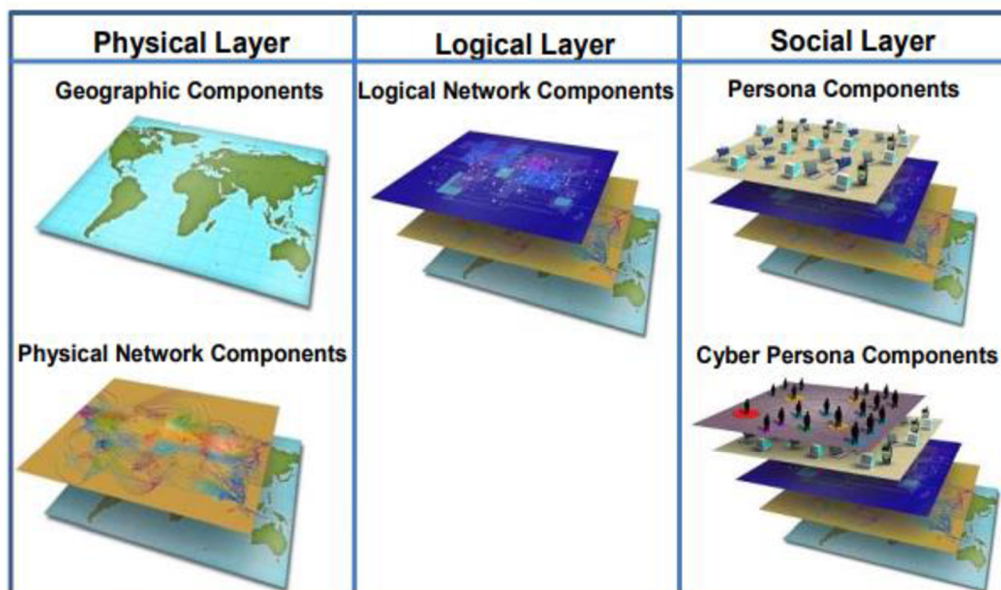 Physical Layer
Logical Layer
Social Layer
Geographic Components
Logical Network Components
Persona Components
Physical Network Components
Cyber Persona Components